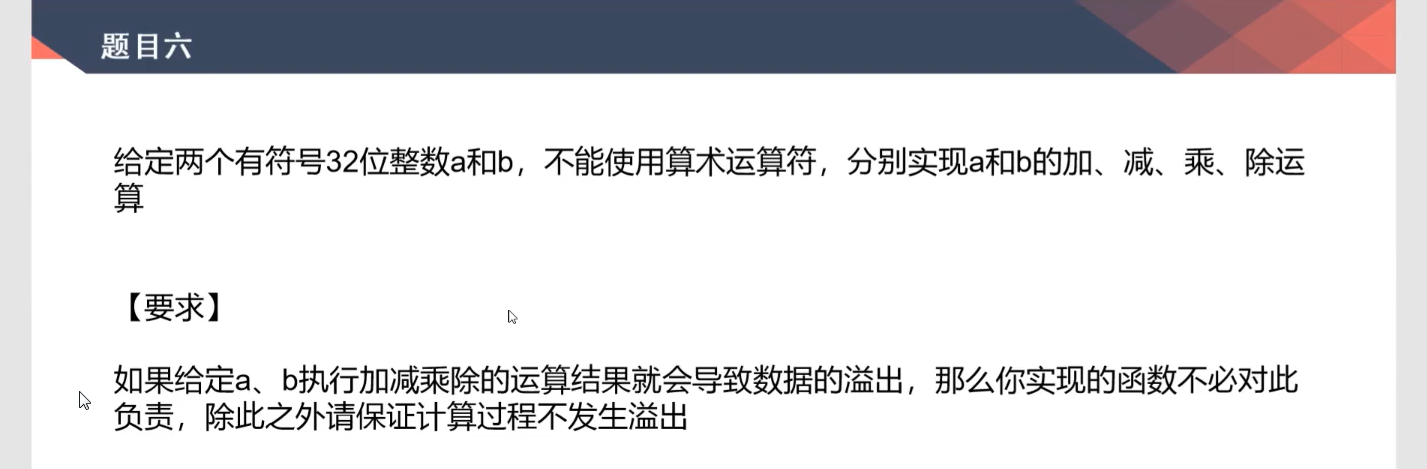 题目六
给定两个有符号32位整数a和b，不能使用算术运算符，分别实现a和b的加、减、乘、除运
算
【要求】
如果给定a、b执行加减乘除的运算结果就会导致数据的溢出，那么你实现的函数不必对此
负责，除此之外请保证计算过程不发生溢出